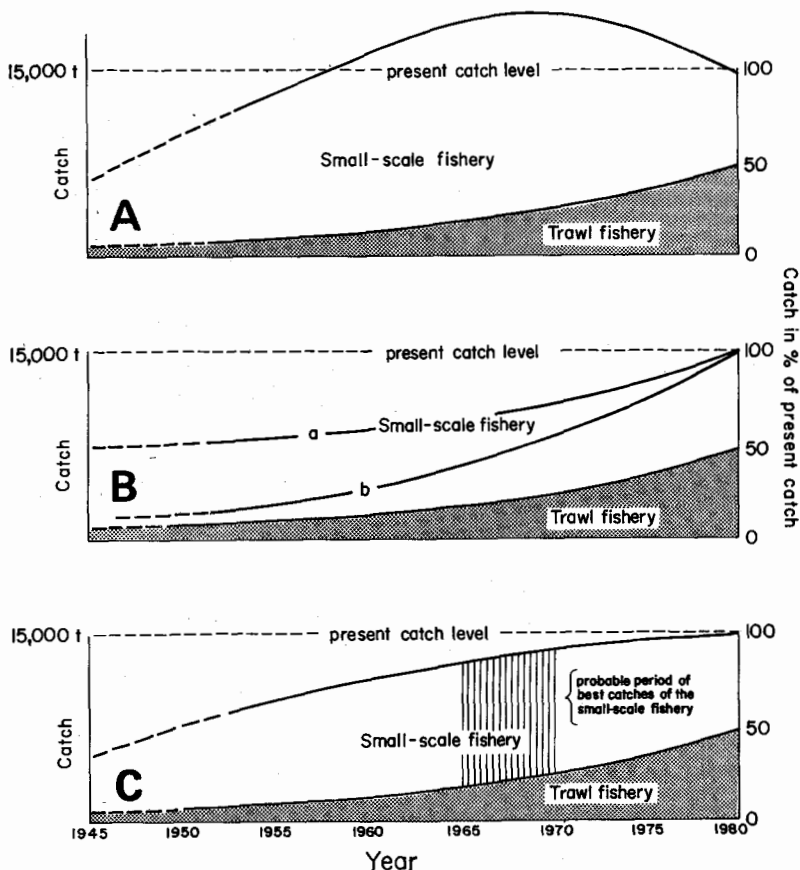 15,000 t
present catch level
100
Small-scale fishery
50
Catch
A
Trawl fishery
0
15,000 t
present catch level
100
a
Small-scale fishery
50
Catch
B
b
Trawl fishery
0
Catch in % of present catch
15,000 t
present catch level
100
probable period of
best catches of the
small-scale fishery
50
Small-scale fishery
Catch
C
Trawl fishery
0
1945 1950 1955 1960 1965 1970 1975 1980
Year